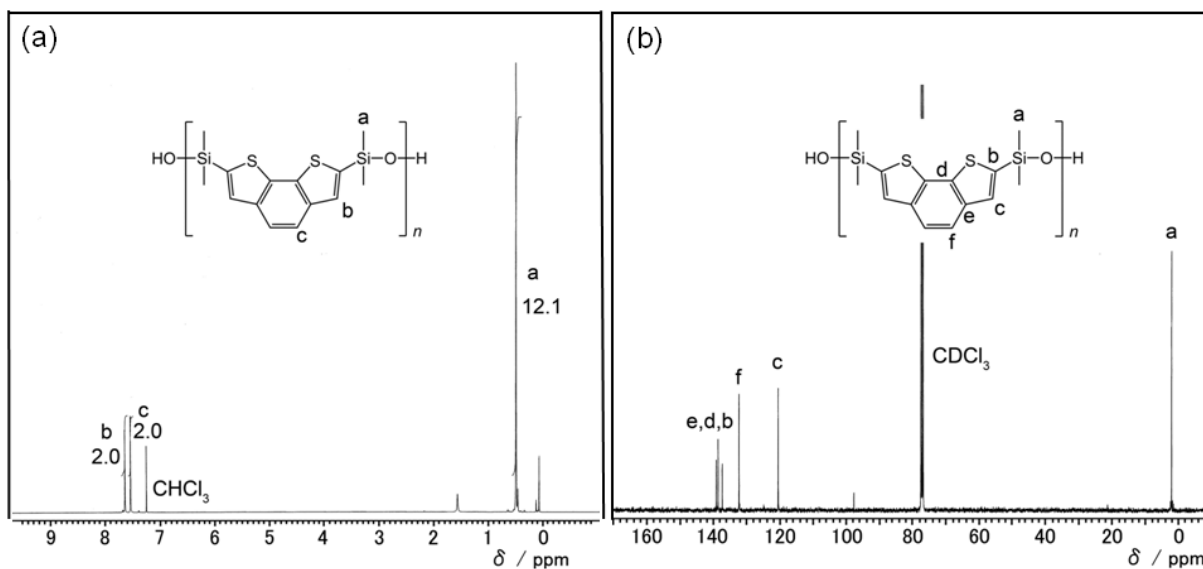 (a)
a
HO Si S S Si O H
b
c
n
a
12.1
b
2.0
c
2.0
CHCl3
8 7 6 5 4 3 2 1 0
δ / ppm
(b)
a
HO Si S S b Si O H
d
c
e
f
n
a
CDCl3
c
f
e,d,b
160 140 120 100 80 60 40 20 0
δ / ppm